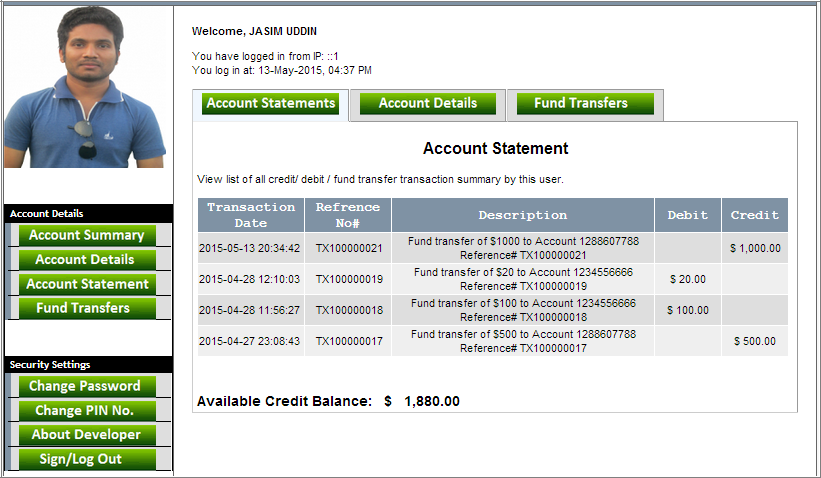 Welcome, JASIM UDDIN
You have logged in from IP: ::1
You log in at: 13-May-2015, 04:37 PM
Account Statements Account Details Fund Transfers
Account Statement
View list of all credit/ debit / fund transfer transaction summary by this user.
Transaction Date Refrence No# Description Debit Credit
2015-05-13 20:34:42 TX100000021 Fund transfer of $1000 to Account 1288607788 $ 1,000.00
Reference# TX100000021
2015-04-28 12:10:03 TX100000019 Fund transfer of $20 to Account 1234556666 $ 20.00
Reference# TX100000019
2015-04-28 11:56:27 TX100000018 Fund transfer of $100 to Account 1234556666 $ 100.00
Reference# TX100000018
2015-04-27 23:08:43 TX100000017 Fund transfer of $500 to Account 1288607788 $ 500.00
Reference# TX100000017
Available Credit Balance: $ 1,880.00
Account Details
Account Summary
Account Details
Account Statement
Fund Transfers
Security Settings
Change Password
Change PIN No.
About Developer
Sign/Log Out